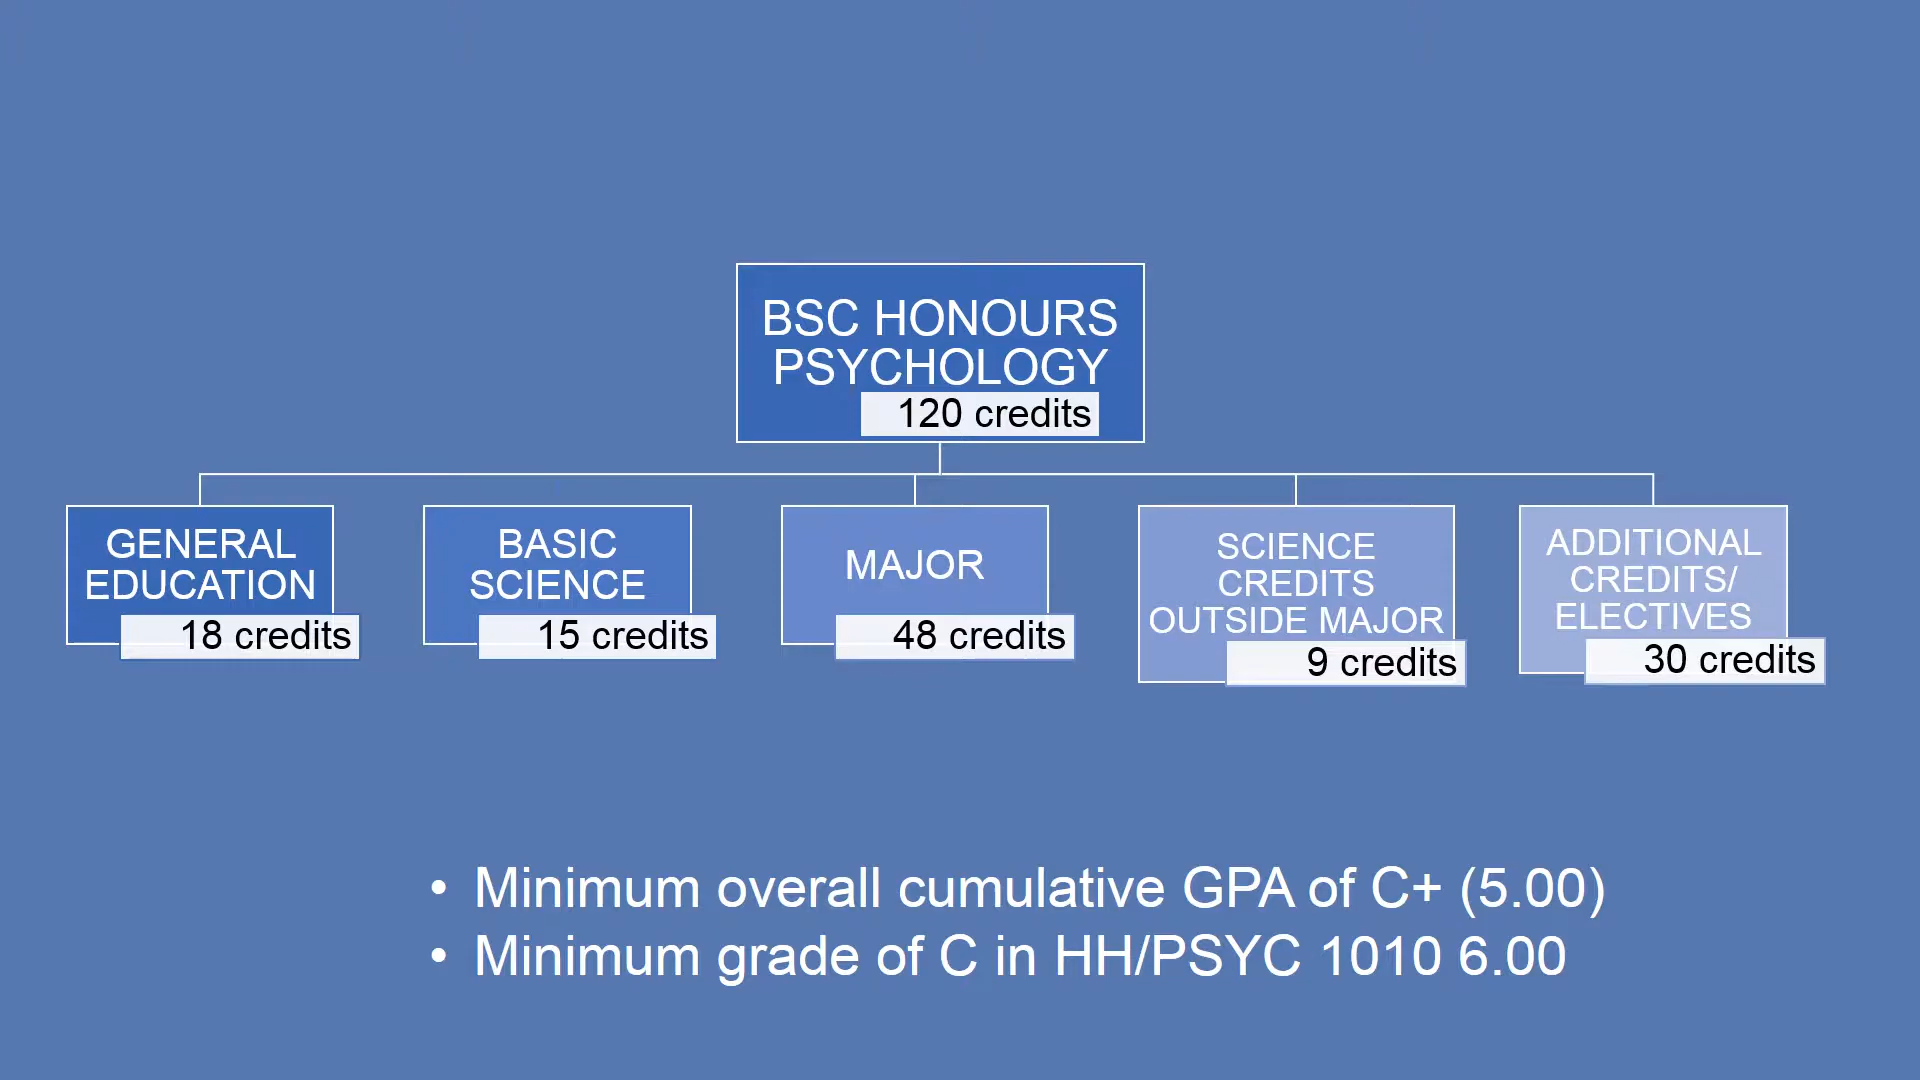 BSC HONOURS
PSYCHOLOGY
120 credits
GENERAL
EDUCATION
18 credits
BASIC
SCIENCE
15 credits
MAJOR
48 credits
SCIENCE
CREDITS
OUTSIDE MAJOR
9 credits
ADDITIONAL
CREDITS/
ELECTIVES
30 credits
• Minimum overall cumulative GPA of C+ (5.00)
• Minimum grade of C in HH/PSYC 1010 6.00